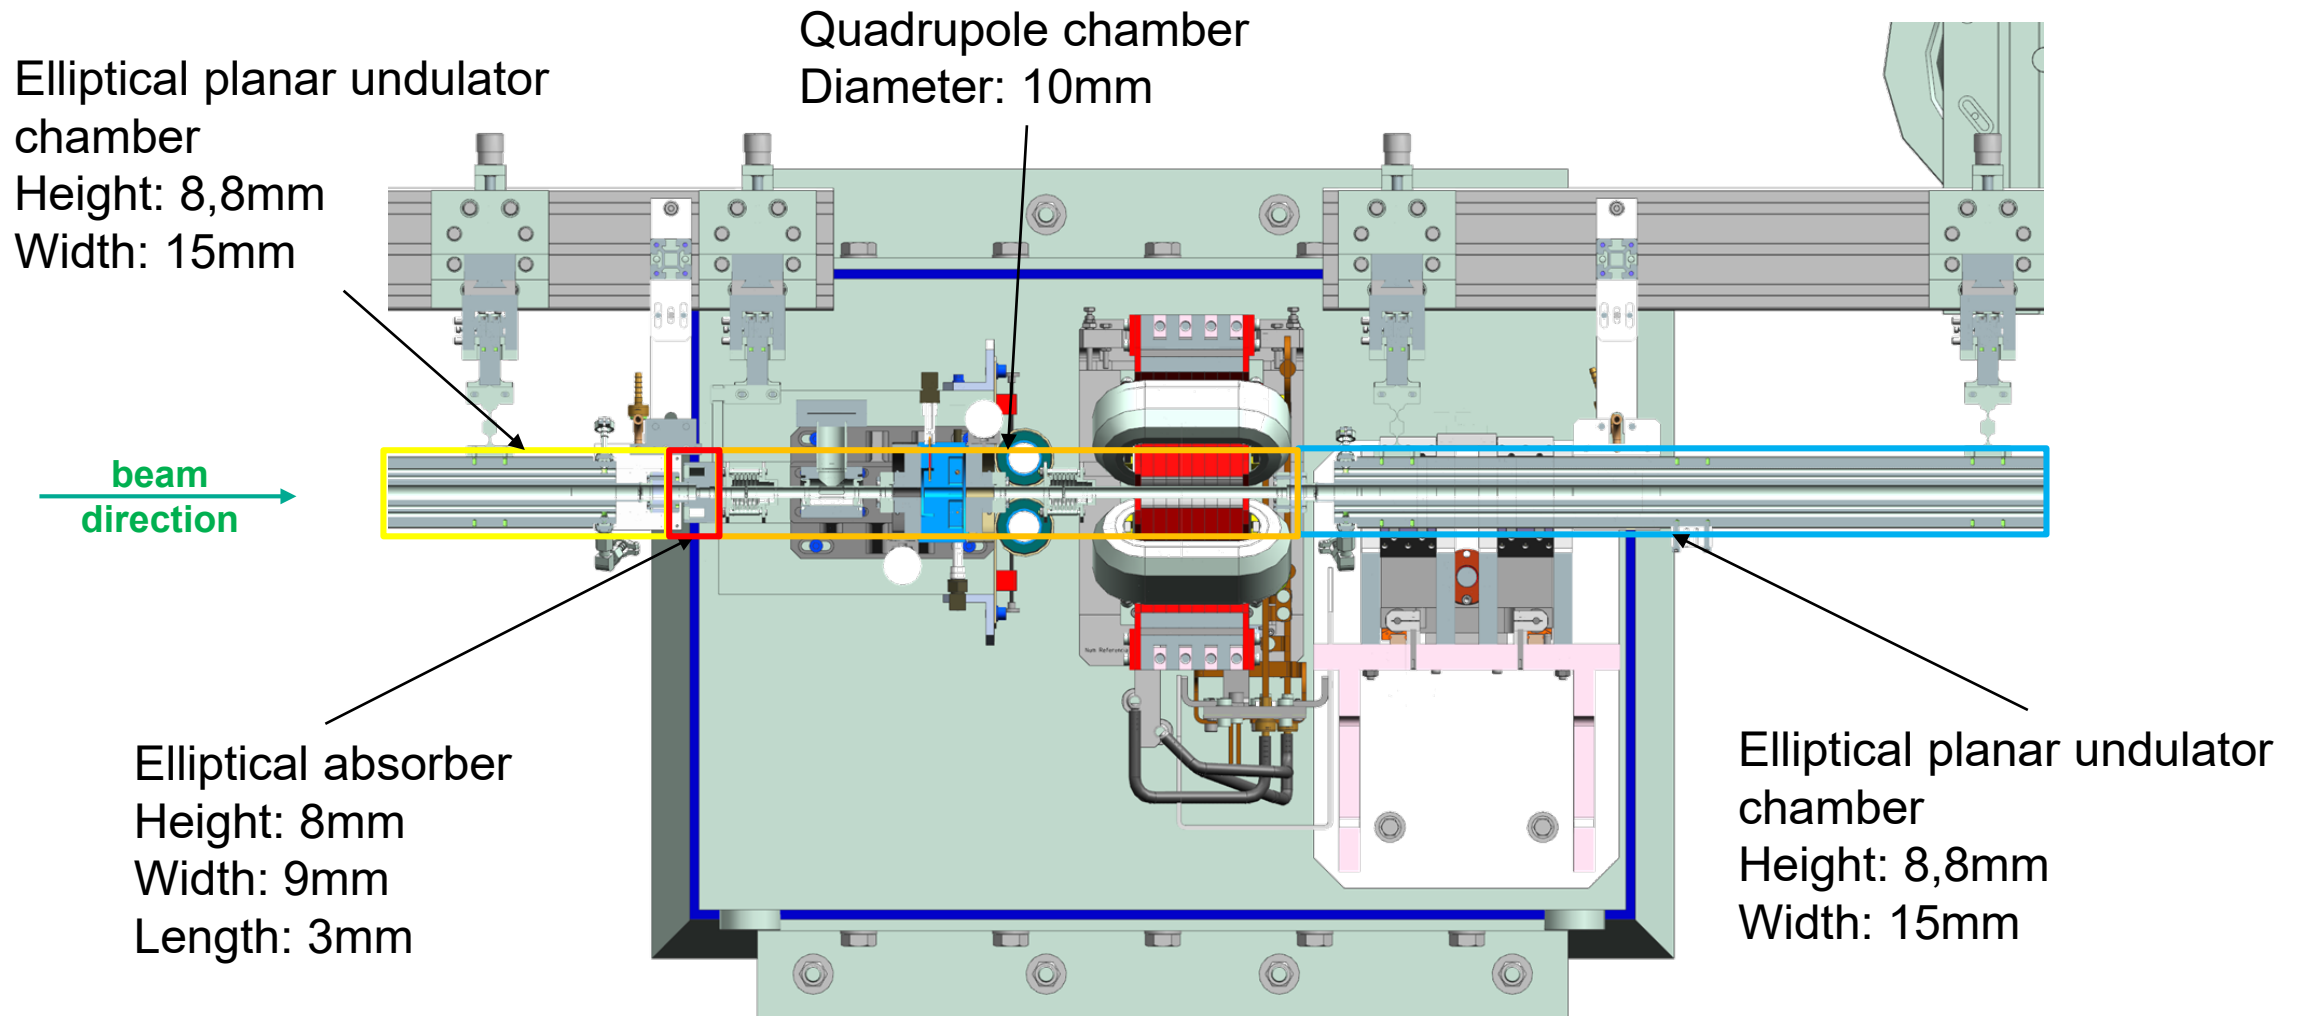 Quadrupole chamber
Diameter: 10mm
Elliptical planar undulator
chamber
Height: 8,8mm
Width: 15mm
beam
direction
Elliptical absorber
Height: 8mm
Width: 9mm
Length: 3mm
Elliptical planar undulator
chamber
Height: 8,8mm
Width: 15mm